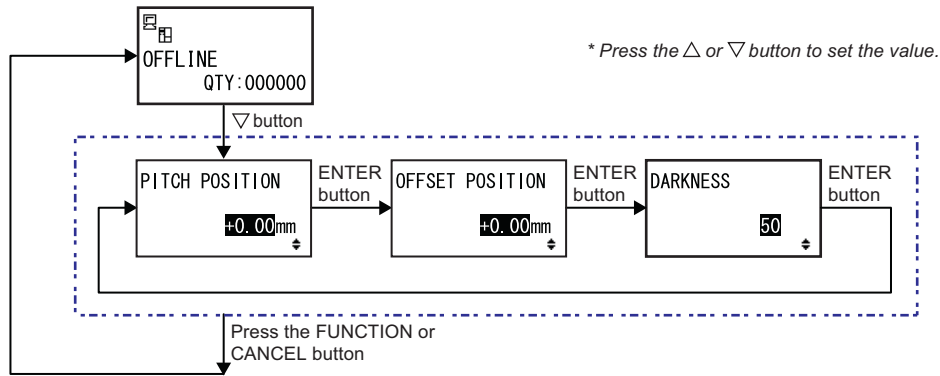 OFFLINE
QTY:000000
* Press the △ or ▽ button to set the value.
▽ button
PITCH POSITION
+0.00mm
ENTER
button
OFFSET POSITION
+0.00mm
ENTER
button
DARKNESS
50
ENTER
button
Press the FUNCTION or
CANCEL button